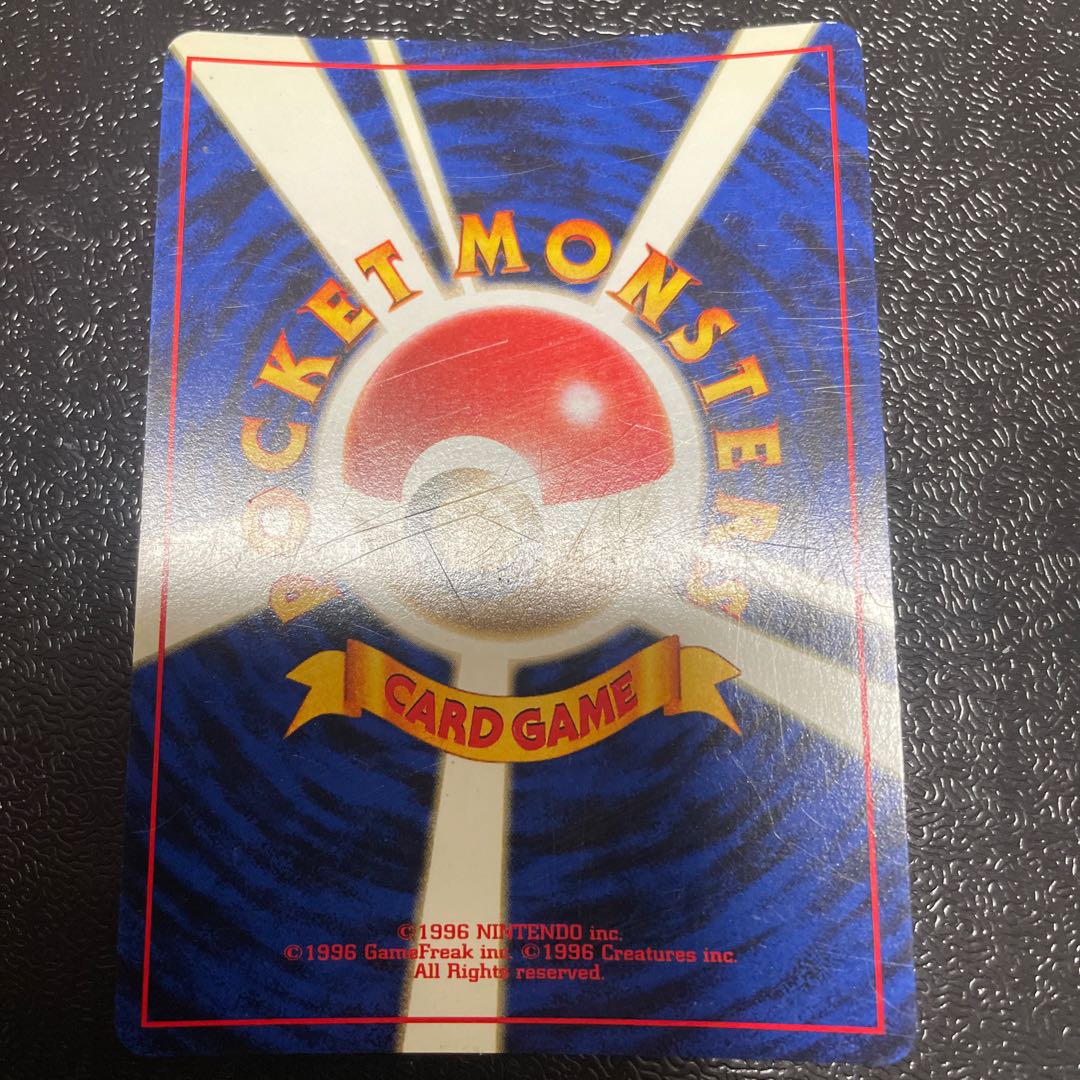 POCKET MONSTERS
CARD GAME
©1996 NINTENDO inc.
©1996 GameFreak inc. ©1996 Creatures inc.
All Rights reserved.